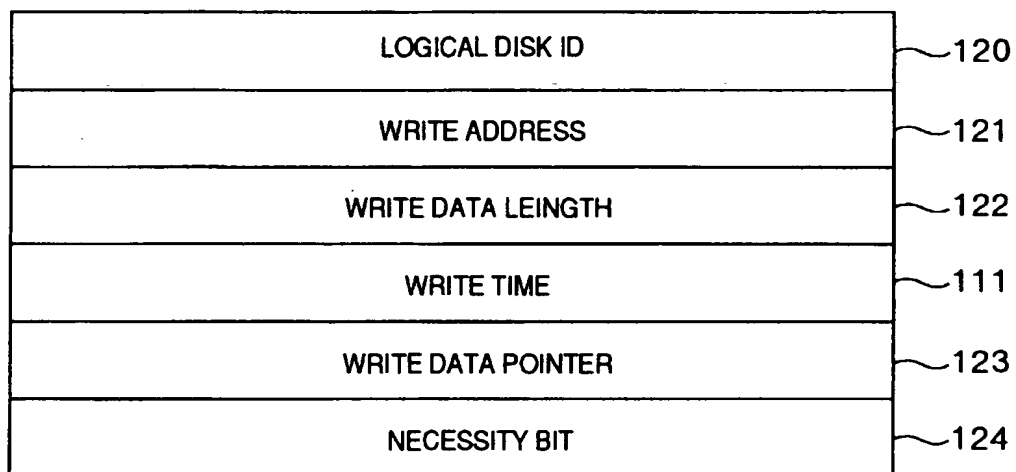 LOGICAL DISK ID 120
WRITE ADDRESS 121
WRITE DATA LEINGTH 122
WRITE TIME 111
WRITE DATA POINTER 123
NECESSITY BIT 124